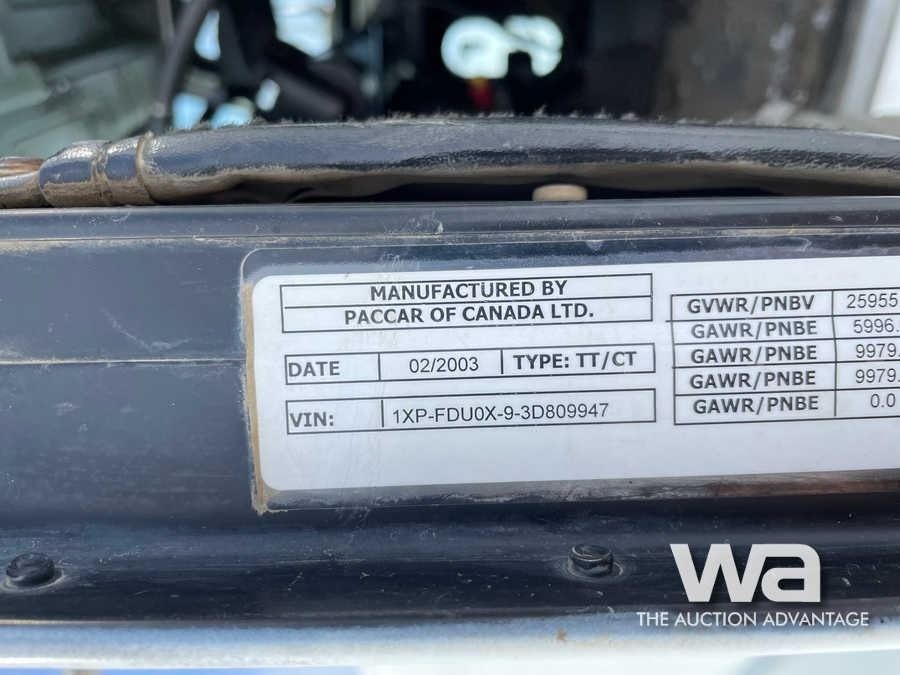 MANUFACTURED BY
PACCAR OF CANADA LTD.
DATE 02/2003 TYPE: TT/CT
VIN: 1XP-FDU0X-9-3D809947
GVWR/PNBV 25955
GAWR/PNBE 5996.
GAWR/PNBE 9979.
GAWR/PNBE 9979.
GAWR/PNBE 0.0
wa
THE AUCTION ADVANTAGE